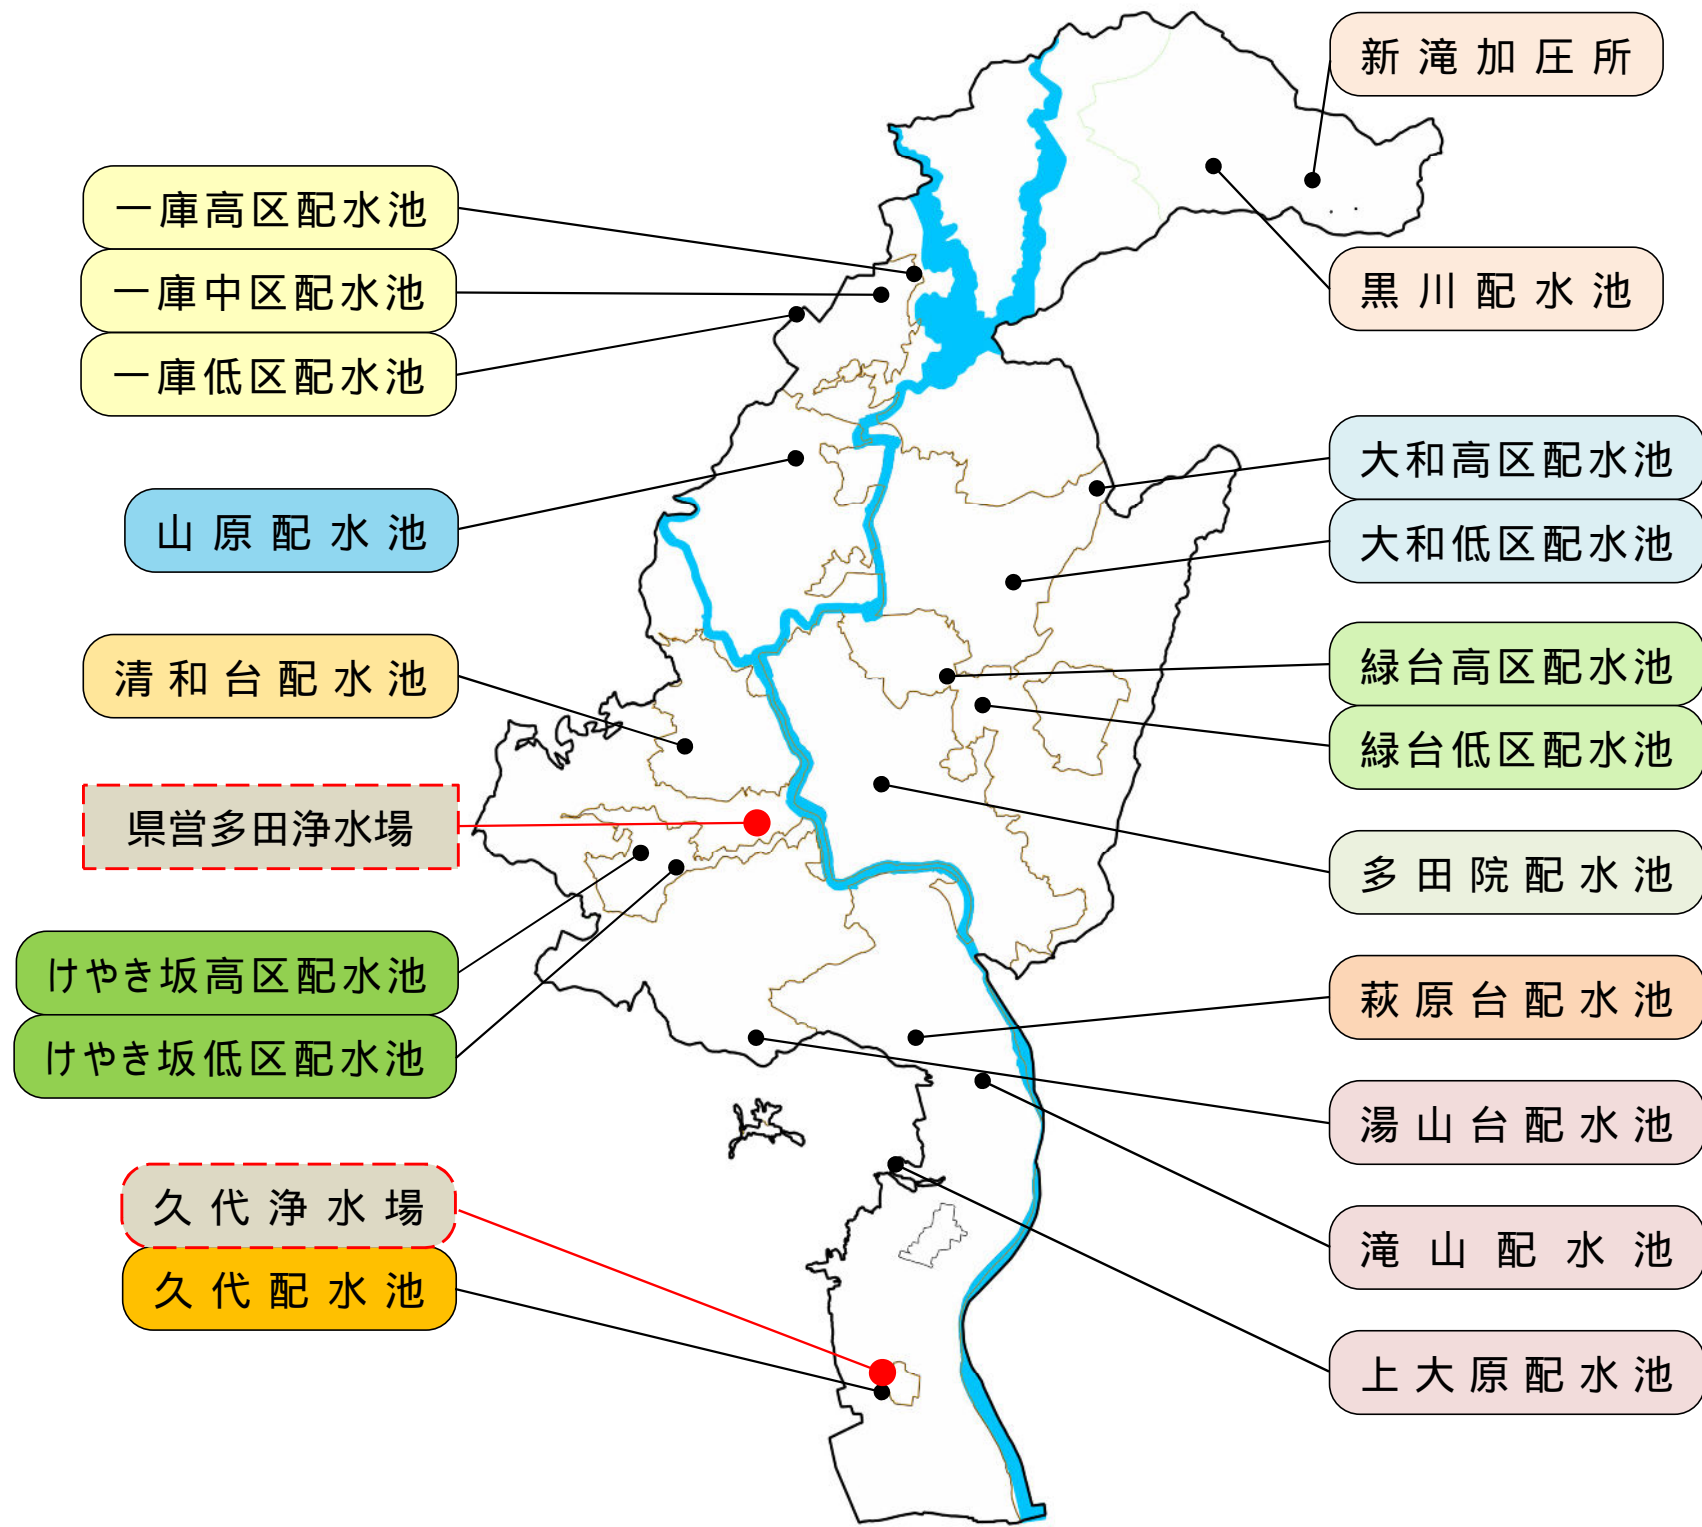 新滝加圧所
一庫高区配水池
一庫中区配水池
一庫低区配水池
黒川配水池
山原配水池
大和高区配水池
大和低区配水池
清和台配水池
緑台高区配水池
緑台低区配水池
県営多田浄水場
多田院配水池
けやき坂高区配水池
けやき坂低区配水池
萩原台配水池
湯山台配水池
久代浄水場
久代配水池
滝山配水池
上大原配水池